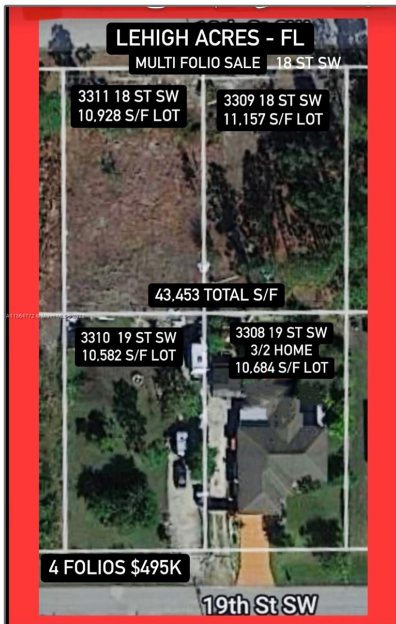 LEHIGH ACRES - FL
MULTI FOLIO SALE 18 ST SW
3311 18 ST SW
10,928 S/F LOT
3309 18 ST SW
11,157 S/F LOT
43,453 TOTAL S/F
3310 19 ST SW
10,582 S/F LOT
3308 19 ST SW
3/2 HOME
10,684 S/F LOT
4 FOLIOS $495K
19th St SW